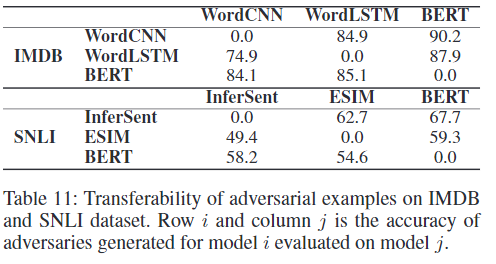 WordCNN WordLSTM BERT
WordCNN 0.0 84.9 90.2
IMDB WordLSTM 74.9 0.0 87.9
BERT 84.1 85.1 0.0
InferSent ESIM BERT
InferSent 0.0 62.7 67.7
SNLI ESIM 49.4 0.0 59.3
BERT 58.2 54.6 0.0
Table 11: Transferability of adversarial examples on IMDB
and SNLI dataset. Row i and column j is the accuracy of
adversaries generated for model i evaluated on model j.